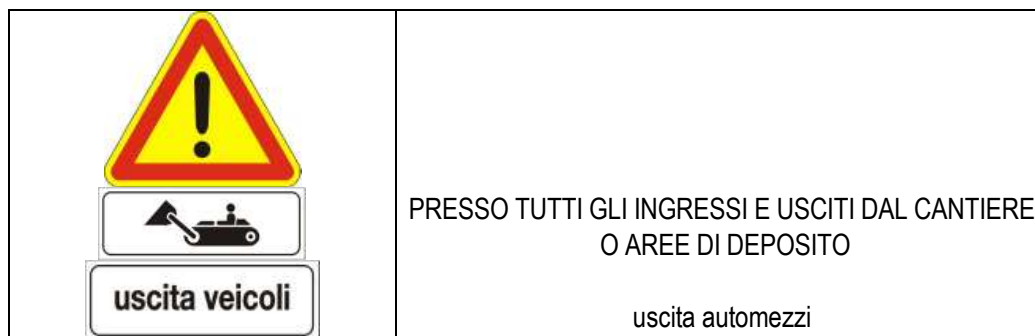 uscita veicoli
PRESSO TUTTI GLI INGRESSI E USCITI DAL CANTIERE
O AREE DI DEPOSITO
uscita automezzi